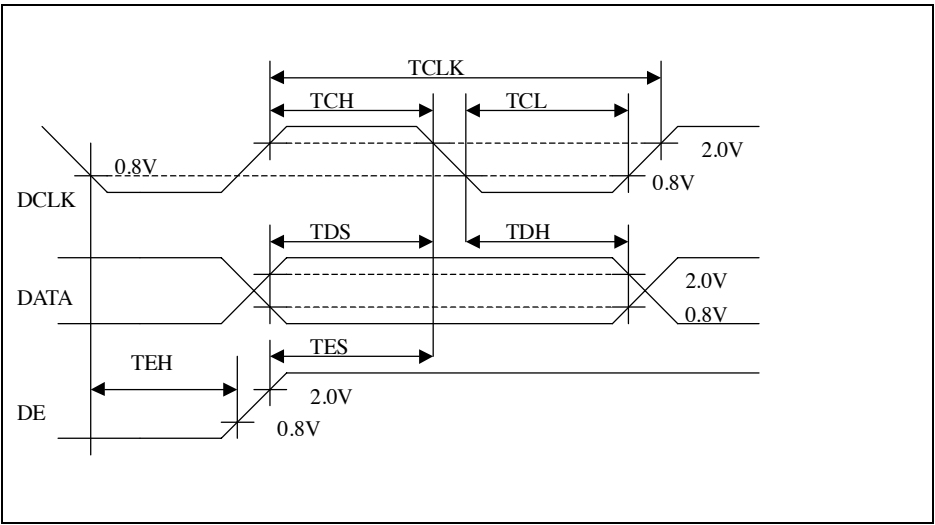 TCLK
TCH TCL
0.8V
2.0V
0.8V
DCLK
TDS TDH
2.0V
DATA
0.8V
TES
TEH
2.0V
DE
0.8V